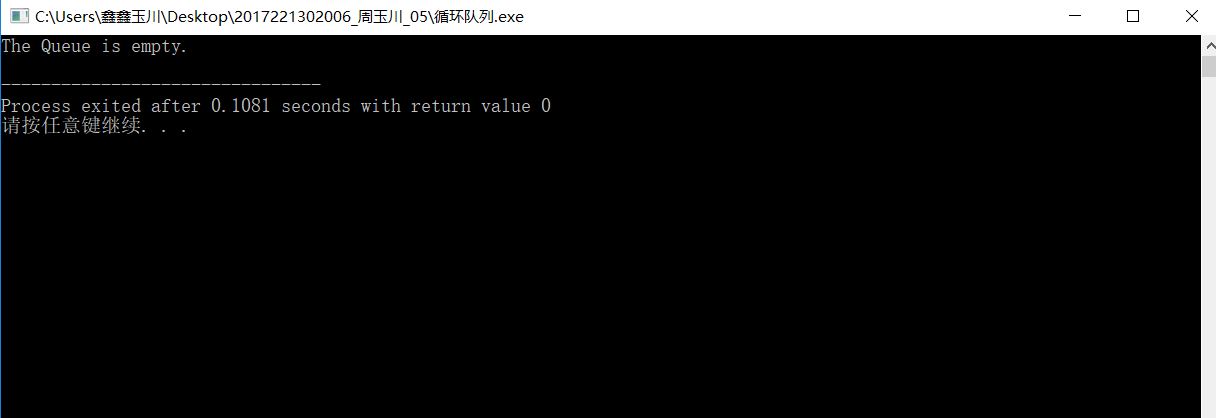 C:\Users\鑫鑫玉川\Desktop\2017221302006_周玉川_05\循环队列.exe
The Queue is empty.
--------------------------------
Process exited after 0.1081 seconds with return value 0
请按任意键继续. . .